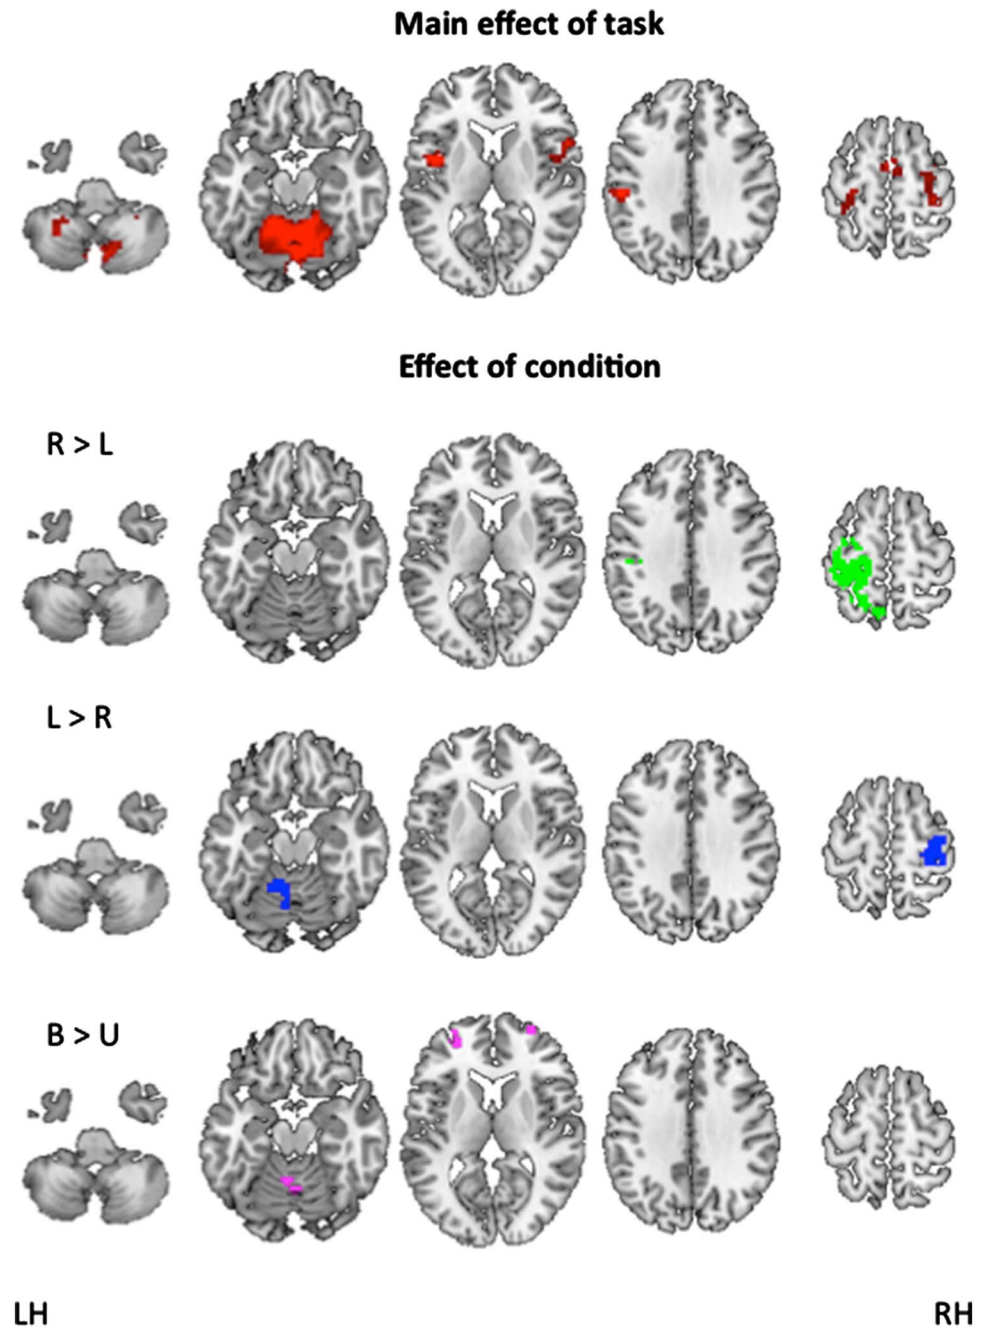 Main effect of task
Effect of condition
R > L
L > R
B > U
LH RH